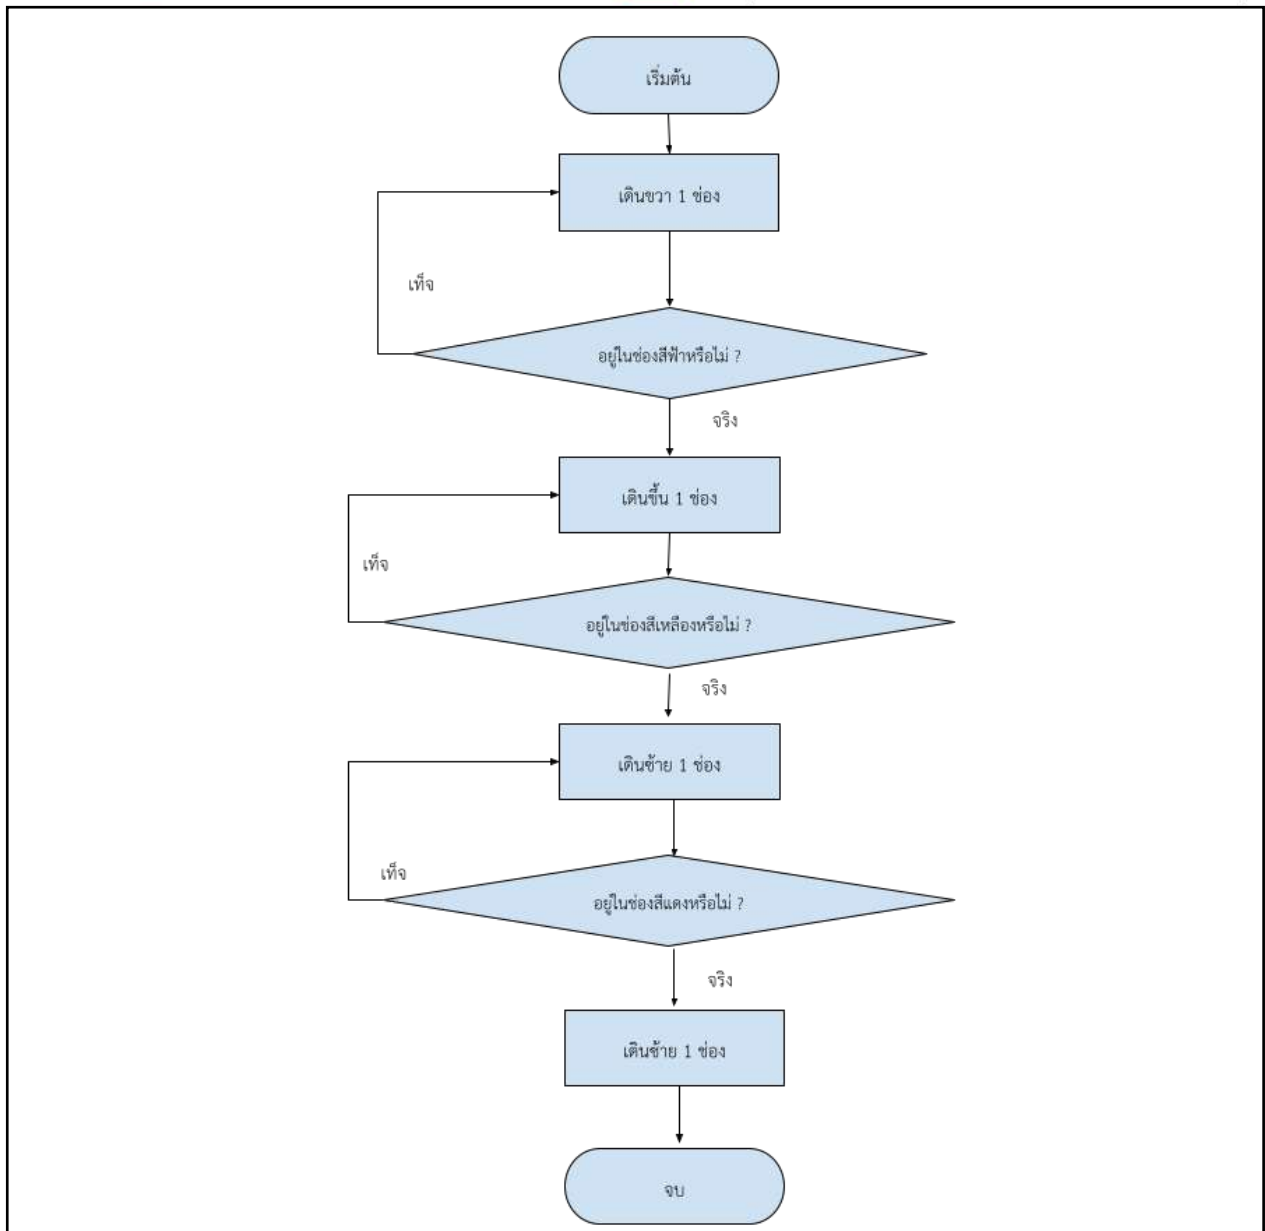 เริ่มต้น
เดินขวา 1 ช่อง
เท็จ
อยู่ในช่องสีฟ้าหรือไม่ ?
จริง
เดินขึ้น 1 ช่อง
เท็จ
อยู่ในช่องสีเหลืองหรือไม่ ?
จริง
เดินซ้าย 1 ช่อง
เท็จ
อยู่ในช่องสีแดงหรือไม่ ?
จริง
เดินซ้าย 1 ช่อง
จบ